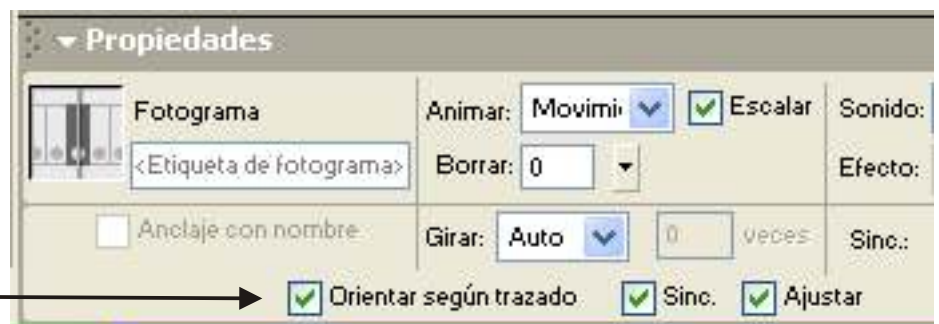 Propiedades
Fotograma Animar: Movimi Escalar Sonido:
<Etiqueta de fotograma> Borrar: 0 Efecto:
Anclaje con nombre Girar: Auto 0 veces Sinc.:
Orientar según trazado Sinc. Ajustar